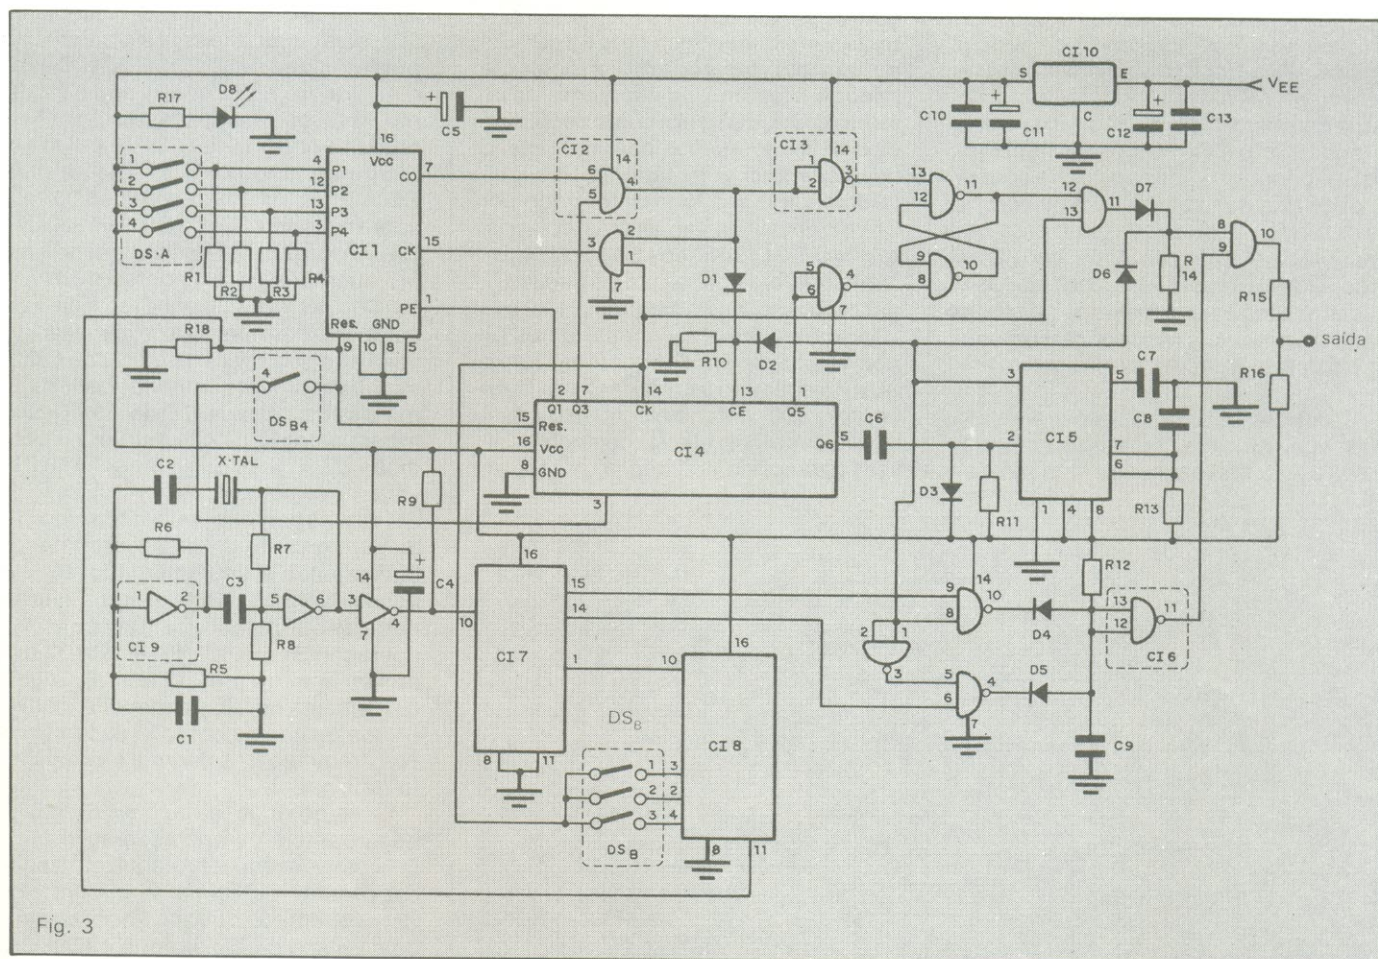 CI 10
S
E
C
V EE
C10
C11
+
C12
+
C13
R17
D8
+
C5
16
Vcc
DS-A
1
2
3
4
4
12
13
3
P1
P2
P3
P4
CI 1
CO
7
CK
15
PE
1
Res.
GND
9
10
8
5
R1
R2
R3
R4
R18
DS B4
4
CI 2
14
6
5
4
3
2
1
7
CI 3
14
1
2
3
13
12
11
9
8
10
5
6
4
7
12
13
11
D7
D6
R 14
8
9
10
R15
saída
R16
D1
R10
D2
2
7
14
13
1
Q1
Q3
CK
CE
Q5
15
Res.
16
Vcc
8
GND
CI 4
Q6
5
3
C6
D3
R11
3
2
CI 5
5
7
6
1
4
8
C7
C8
R13
R12
C2
X-TAL
R6
R7
R9
C3
1
2
CI 9
5
6
14
3
4
7
+
C4
R8
R5
C1
16
10
CI 7
15
14
1
8
11
16
10
CI 8
3
2
4
8
11
DS B
1
2
3
DS B
14
9
8
10
2
1
3
5
6
4
7
D4
D5
13
12
11
CI 6
C9
Fig. 3